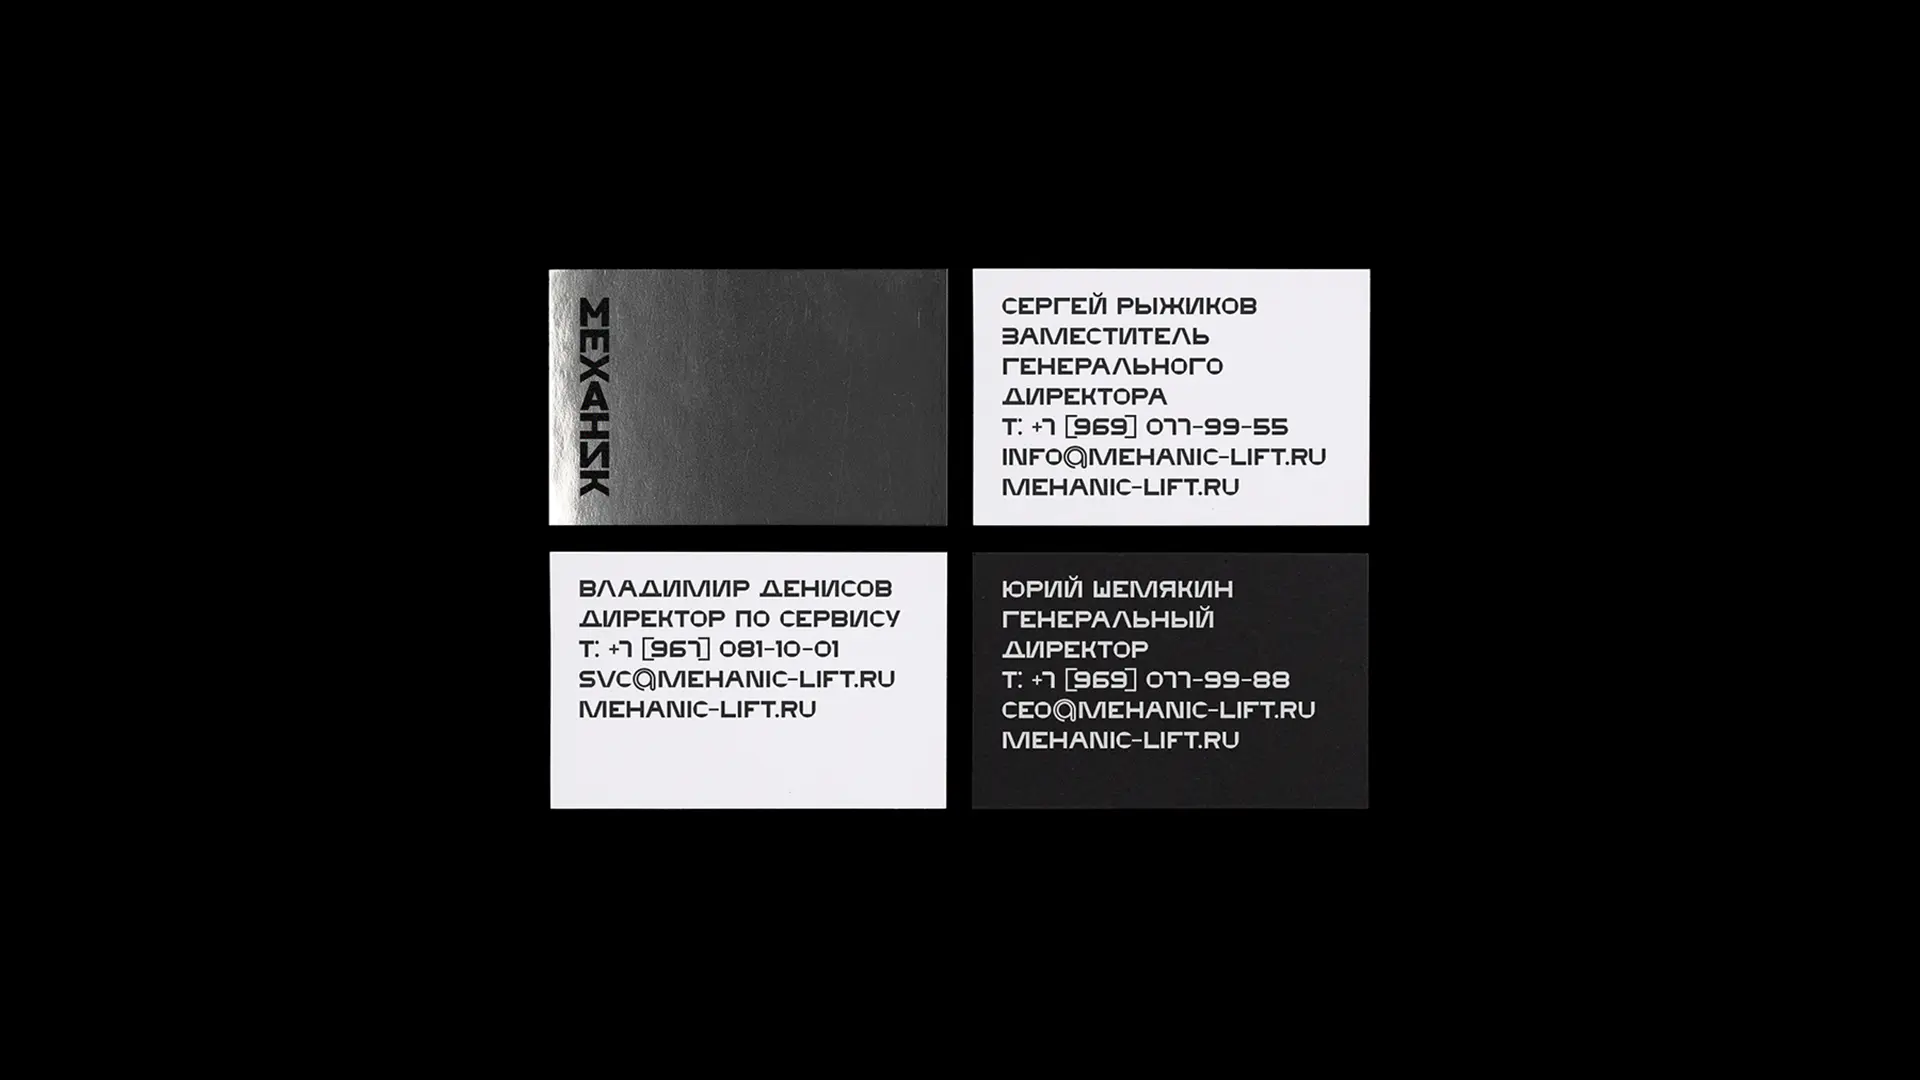 МЕХАНИК
СЕРГЕЙ РЫЖИКОВ
ЗАМЕСТИТЕЛЬ
ГЕНЕРАЛЬНОГО
ДИРЕКТОРА
Т: +7 [969] 077-99-55
INFO@MEHANIC-LIFT.RU
MEHANIC-LIFT.RU
ВЛАДИМИР ДЕНИСОВ
ДИРЕКТОР ПО СЕРВИСУ
Т: +7 [967] 081-10-01
SVC@MEHANIC-LIFT.RU
MEHANIC-LIFT.RU
ЮРИЙ ШЕМЯКИН
ГЕНЕРАЛЬНЫЙ
ДИРЕКТОР
Т: +7 [969] 077-99-88
CEO@MEHANIC-LIFT.RU
MEHANIC-LIFT.RU